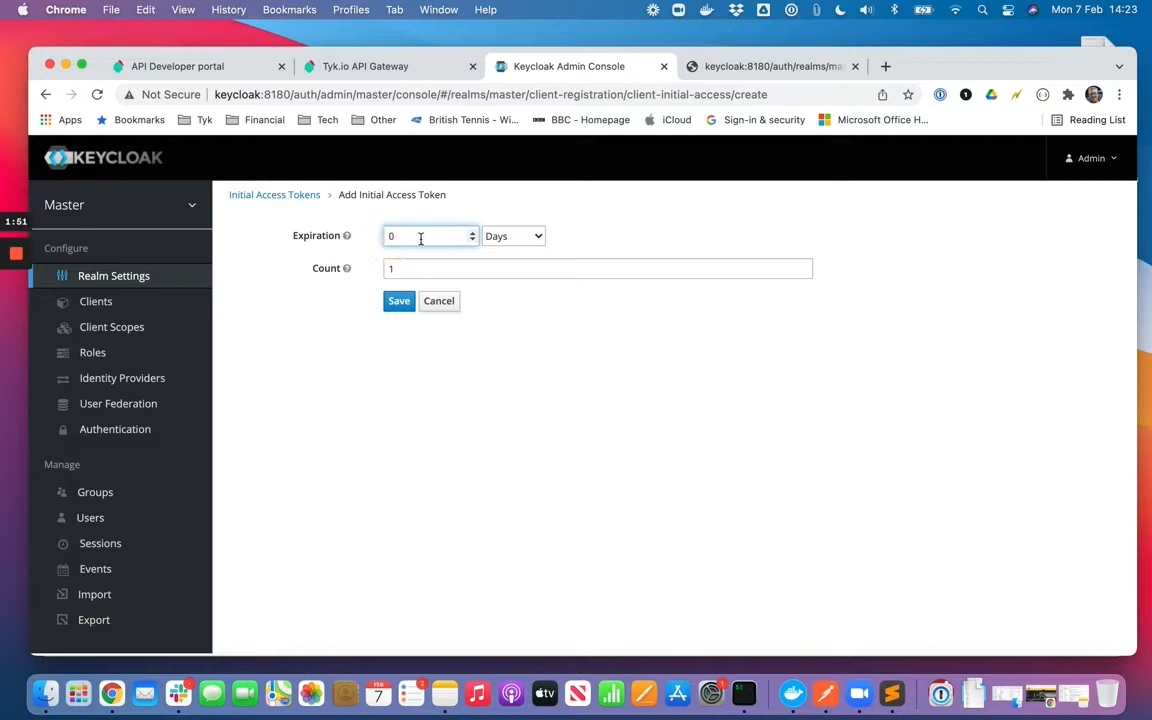 Chrome File Edit View History Bookmarks Profiles Tab Window Help Mon 7 Feb 14:23
API Developer portal Tyk.io API Gateway Keycloak Admin Console keycloak:8180/auth/realms/ma
Not Secure keycloak:8180/auth/admin/master/console/#/realms/master/client-registration/client-initial-access/create
Apps Bookmarks Tyk Financial Tech Other British Tennis - Wi... BBC - Homepage iCloud Sign-in & security Microsoft Office H... Reading List
KEYCLOAK Admin
Master
Initial Access Tokens > Add Initial Access Token
1:51
Expiration 0 Days
Count 1
Save Cancel
Configure
Realm Settings
Clients
Client Scopes
Roles
Identity Providers
User Federation
Authentication
Manage
Groups
Users
Sessions
Events
Import
Export